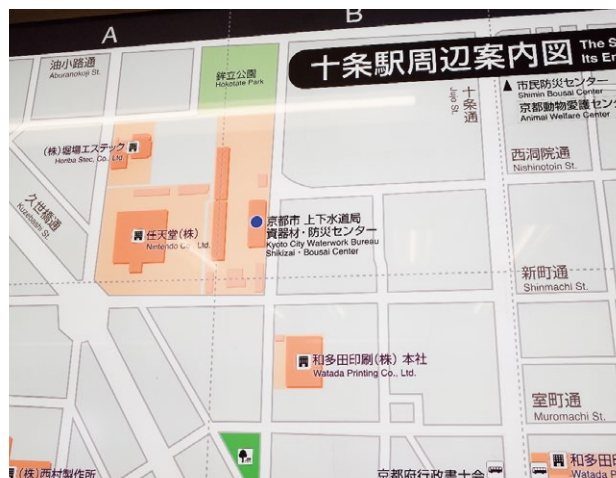 A
B
十条駅周辺案内図
The S
Its En
油小路通
Aburanokoji St.
鉾立公園
Hokotate Park
十条通
Jujo St.
▲ 市民防災センター
Shimin Bousai Center
京都動物愛護セン
Animal Welfare Center
(株)堀場エステック
Horiba Stec, Co., Ltd.
西洞院通
Nishinotoin St.
久世橋通
Kuzebashi St.
任天堂(株)
Nintendo Co., Ltd.
京都市 上下水道局
資器材・防災センター
Kyoto City Waterwork Bureau
Shikizai・Bousai Center
新町通
Shinmachi St.
和多田印刷(株) 本社
Watada Printing Co., Ltd.
室町通
Muromachi St.
(株)西村製作所
京都府行政書士会
和多田印
Watada P